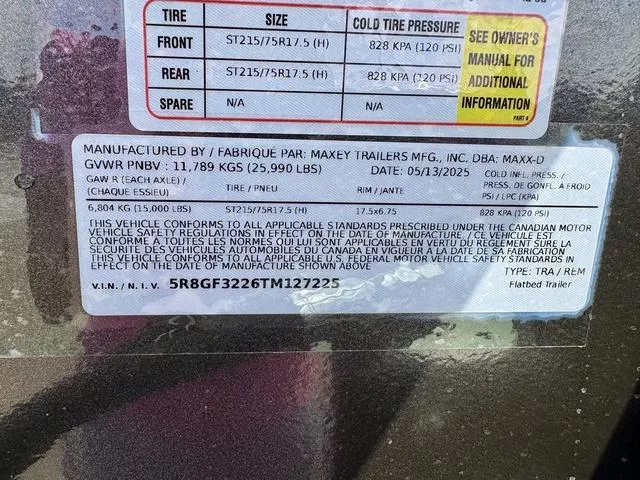 TIRE SIZE COLD TIRE PRESSURE
FRONT ST215/75R17.5 (H) 828 KPA (120 PSI)
REAR ST215/75R17.5 (H) 828 KPA (120 PSI)
SPARE N/A N/A
SEE OWNER'S
MANUAL FOR
ADDITIONAL
INFORMATION
PART #
MANUFACTURED BY / FABRIQUÉ PAR: MAXEY TRAILERS MFG., INC. DBA: MAXX-D
GVWR PNBV : 11,789 KGS (25,990 LBS) DATE: 05/13/2025
GAW R (EACH AXLE) /
(CHAQUE ESSIEU)
TIRE / PNEU
RIM / JANTE
COLD INFL. PRESS. /
PRESS. DE GONFL. À FROID
PSI / LPC (KPA)
6,804 KG (15,000 LBS) ST215/75R17.5 (H) 17.5x6.75 828 KPA (120 PSI)
THIS VEHICLE CONFORMS TO ALL APPLICABLE STANDARDS PRESCRIBED UNDER THE CANADIAN MOTOR
VEHICLE SAFETY REGULATIONS IN EFFECT ON THE DATE OF MANUFACTURE / CE VEHICULE EST
CONFORME A TOUTES LES NORMES QUI LUI SONT APPLICABLES EN VERTU DU REGLEMENT SUR LA
SECURITE DES VEHICULES AUTOMOBILES DU CANADA EN VIGUEUR A LA DATE DE SA FABRICATION
THIS VEHICLE CONFORMS TO ALL APPLICABLE U.S. FEDERAL MOTOR VEHICLE SAFETY STANDARDS IN
EFFECT ON THE DATE OF MANUFACTURE SHOWN ABOVE
TYPE: TRA / REM
V.I.N. / N. I. V. 5R8GF3226TM127225 Flatbed Trailer